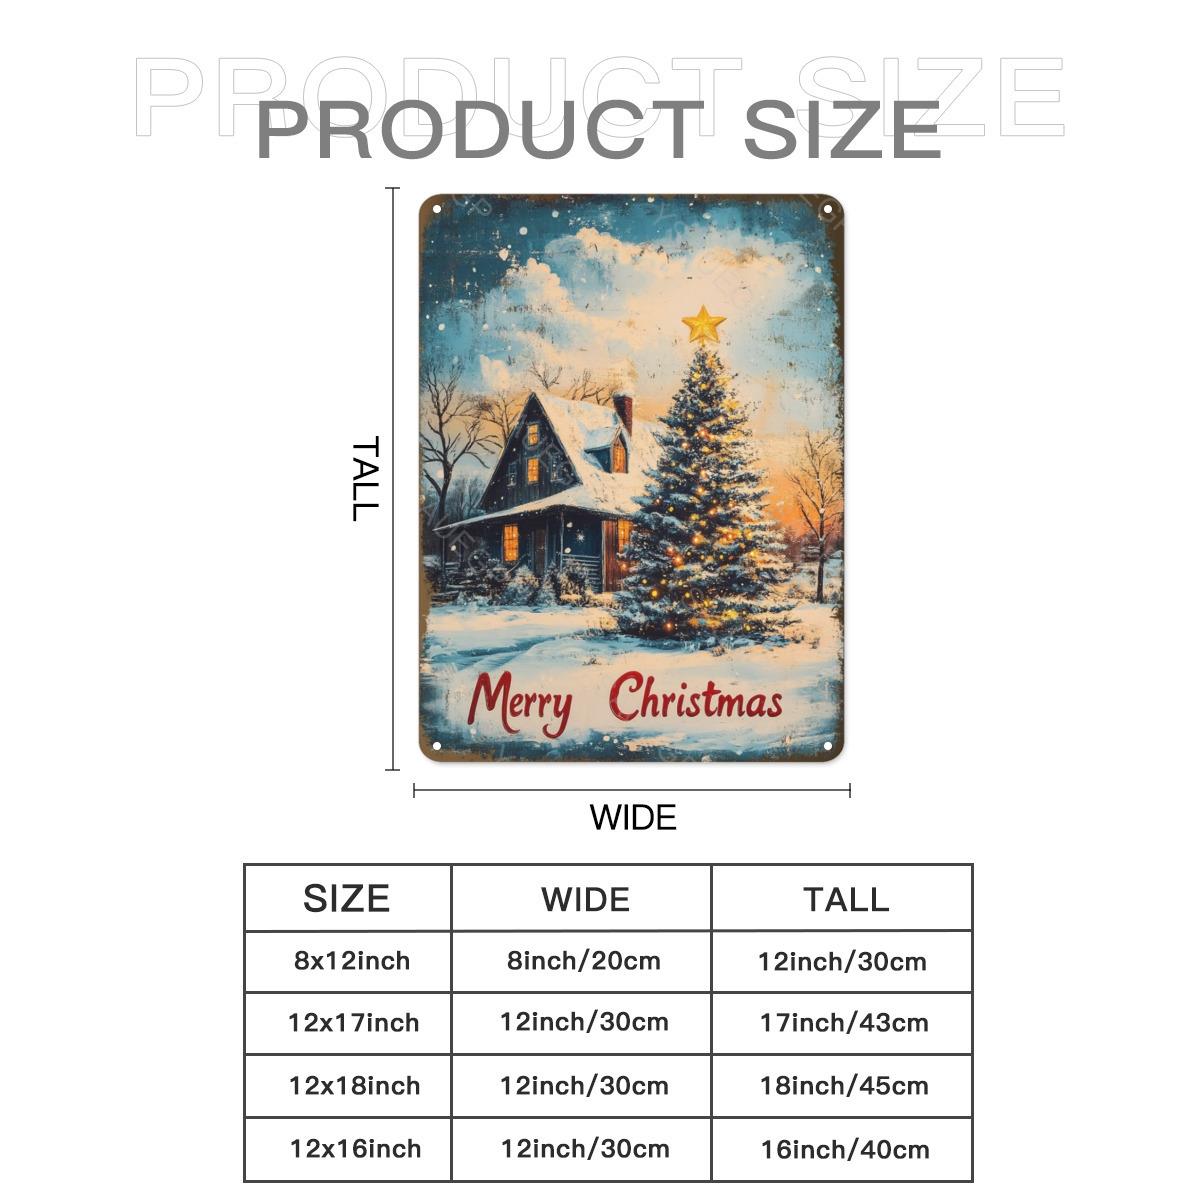 PRODUCT SIZE
PRODUCT SIZE
TALL
Merry Christmas
WIDE
SIZE WIDE TALL
8x12inch 8inch/20cm 12inch/30cm
12x17inch 12inch/30cm 17inch/43cm
12x18inch 12inch/30cm 18inch/45cm
12x16inch 12inch/30cm 16inch/40cm